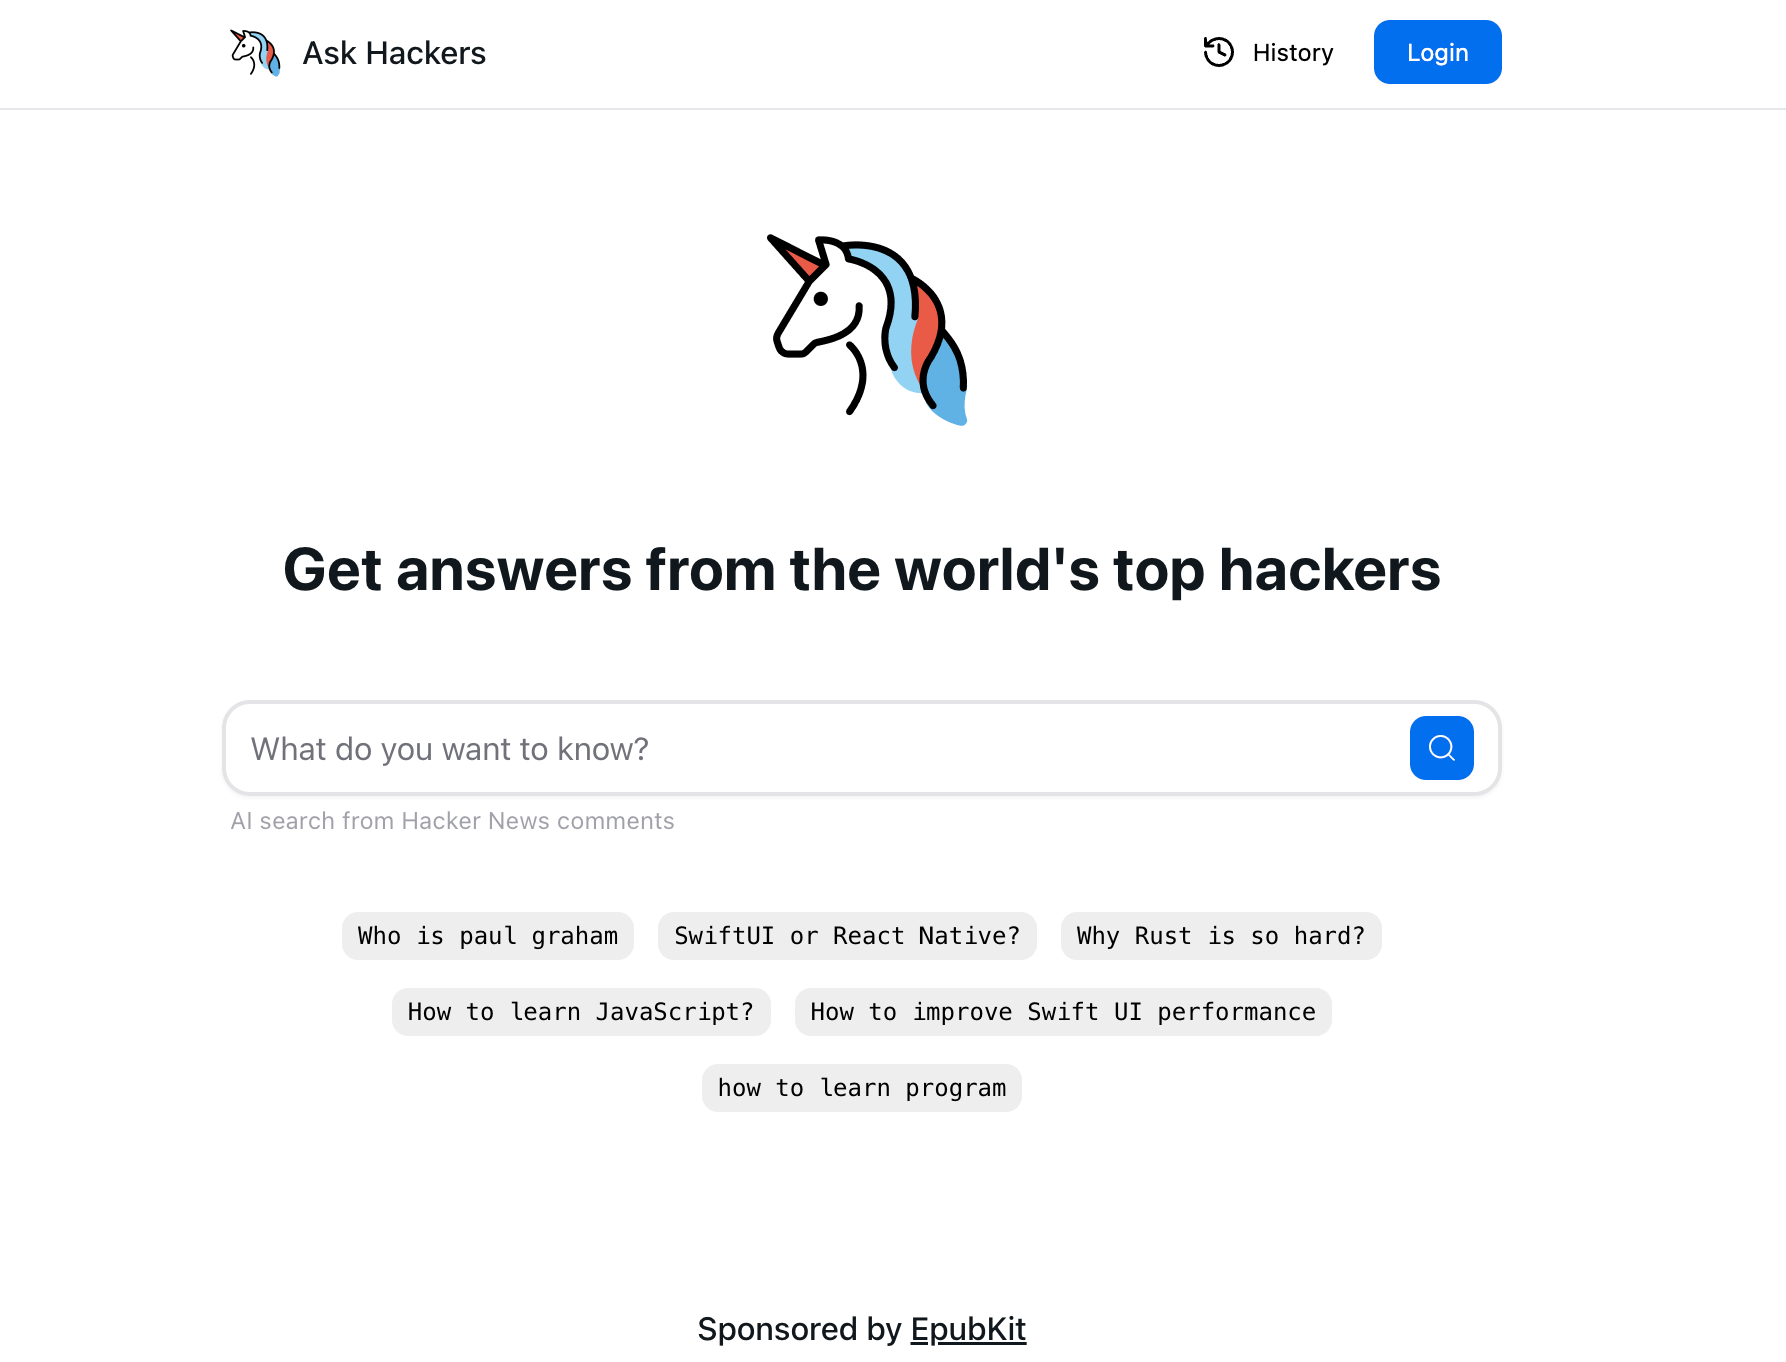 Ask Hackers
History
Login
Get answers from the world's top hackers
What do you want to know?
AI search from Hacker News comments
Who is paul graham
SwiftUI or React Native?
Why Rust is so hard?
How to learn JavaScript?
How to improve Swift UI performance
how to learn program
Sponsored by EpubKit